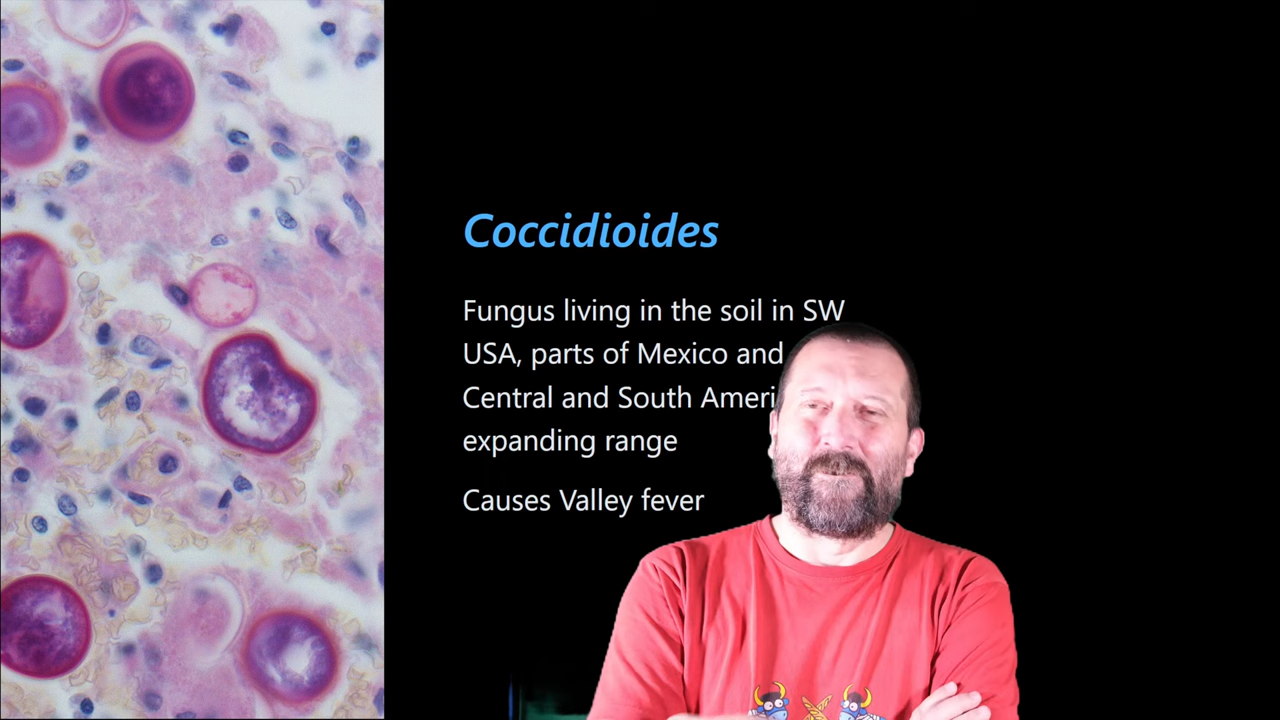 Coccidioides
Fungus living in the soil in SW
USA, parts of Mexico and
Central and South Ameri
expanding range
Causes Valley fever